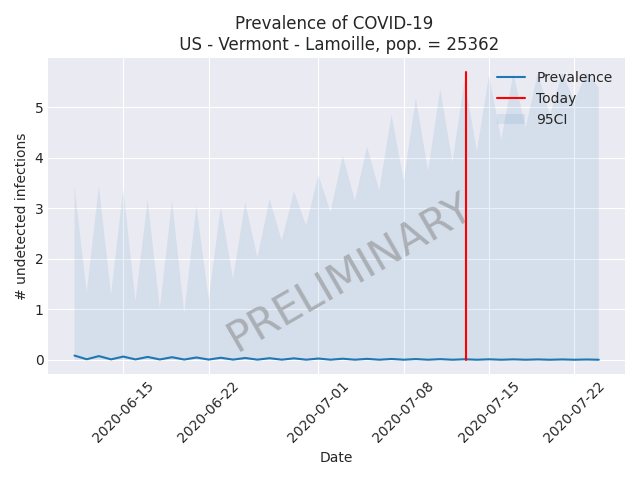 Prevalence of COVID-19
US - Vermont - Lamoille, pop. = 25362
Prevalence
Today
95CI
# undetected infections
5
4
3
2
1
0
PRELIMINARY
2020-06-15
2020-06-22
2020-07-01
2020-07-08
2020-07-15
2020-07-22
Date